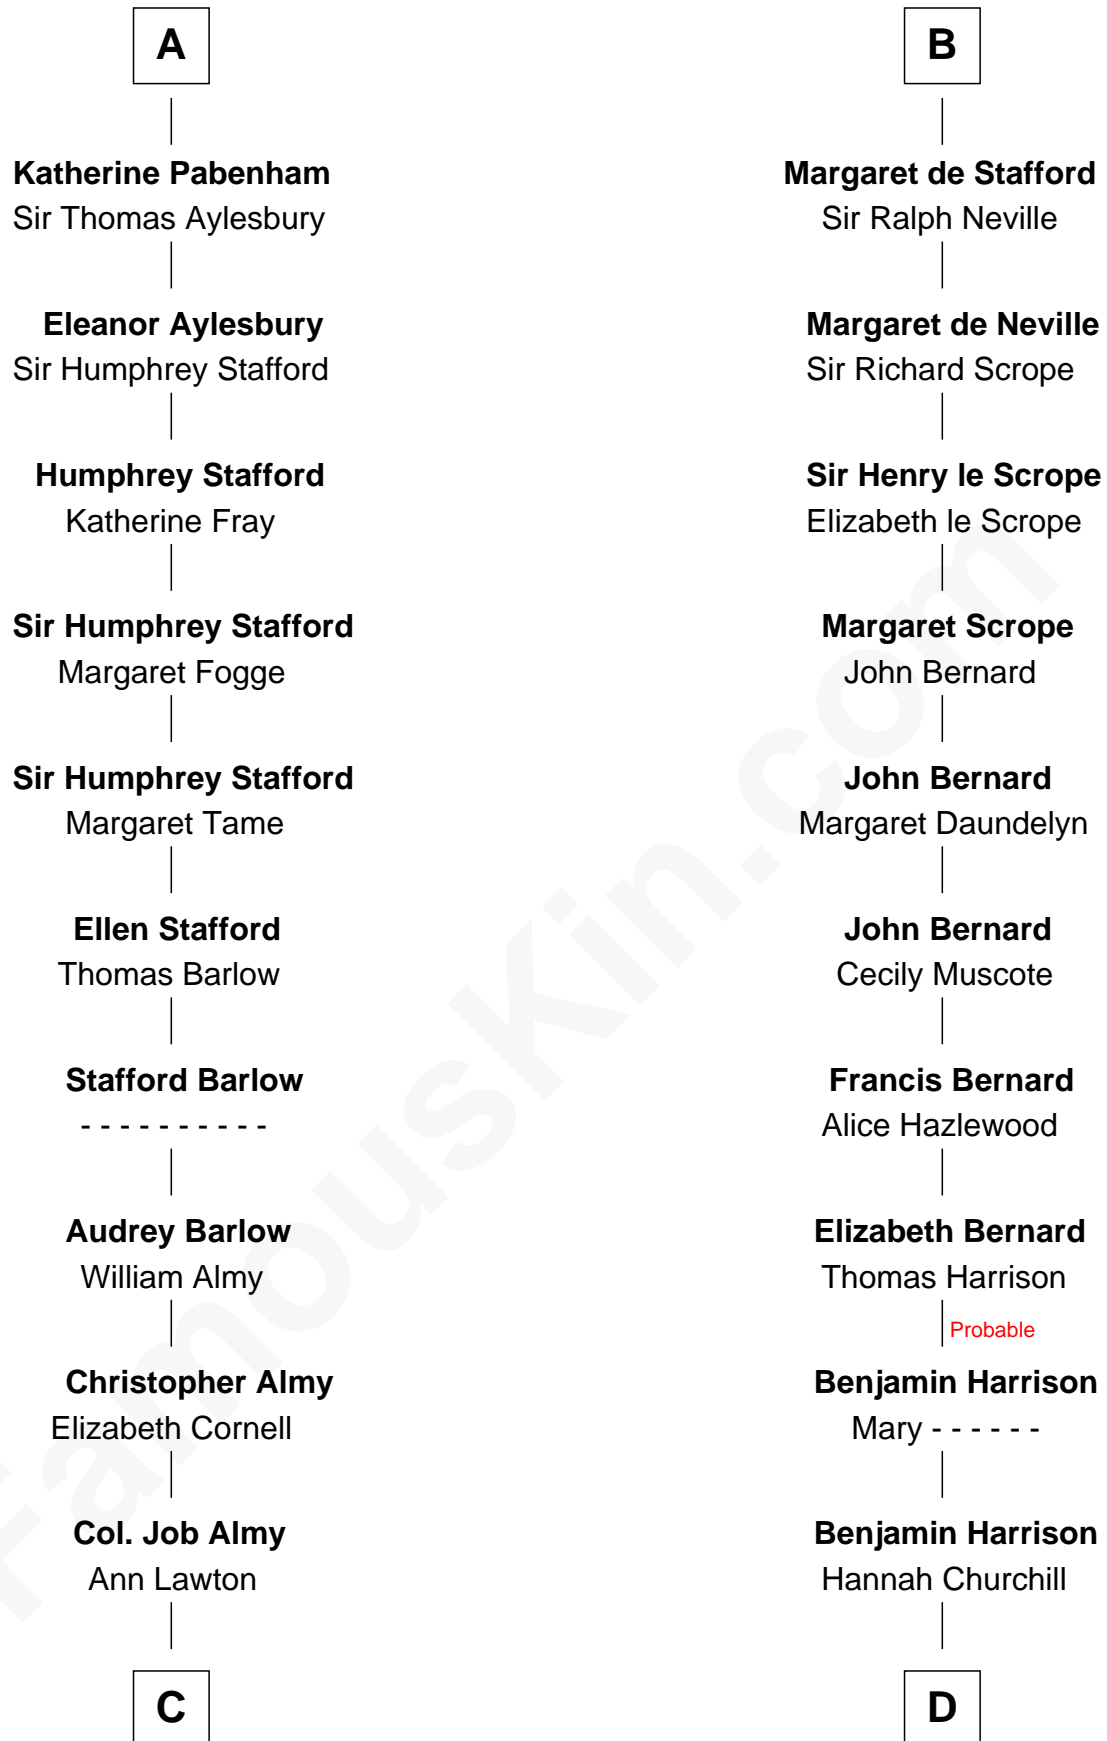 A
Katherine Pabenham
Sir Thomas Aylesbury
Eleanor Aylesbury
Sir Humphrey Stafford
Humphrey Stafford
Katherine Fray
Sir Humphrey Stafford
Margaret Fogge
Sir Humphrey Stafford
Margaret Tame
Ellen Stafford
Thomas Barlow
Stafford Barlow
- - - - - - - - - -
Audrey Barlow
William Almy
Christopher Almy
Elizabeth Cornell
Col. Job Almy
Ann Lawton
C
B
Margaret de Stafford
Sir Ralph Neville
Margaret de Neville
Sir Richard Scrope
Sir Henry le Scrope
Elizabeth le Scrope
Margaret Scrope
John Bernard
John Bernard
Margaret Daundelyn
John Bernard
Cecily Muscote
Francis Bernard
Alice Hazlewood
Elizabeth Bernard
Thomas Harrison
Probable
Benjamin Harrison
Mary - - - - - -
Benjamin Harrison
Hannah Churchill
D
FamousKin.com